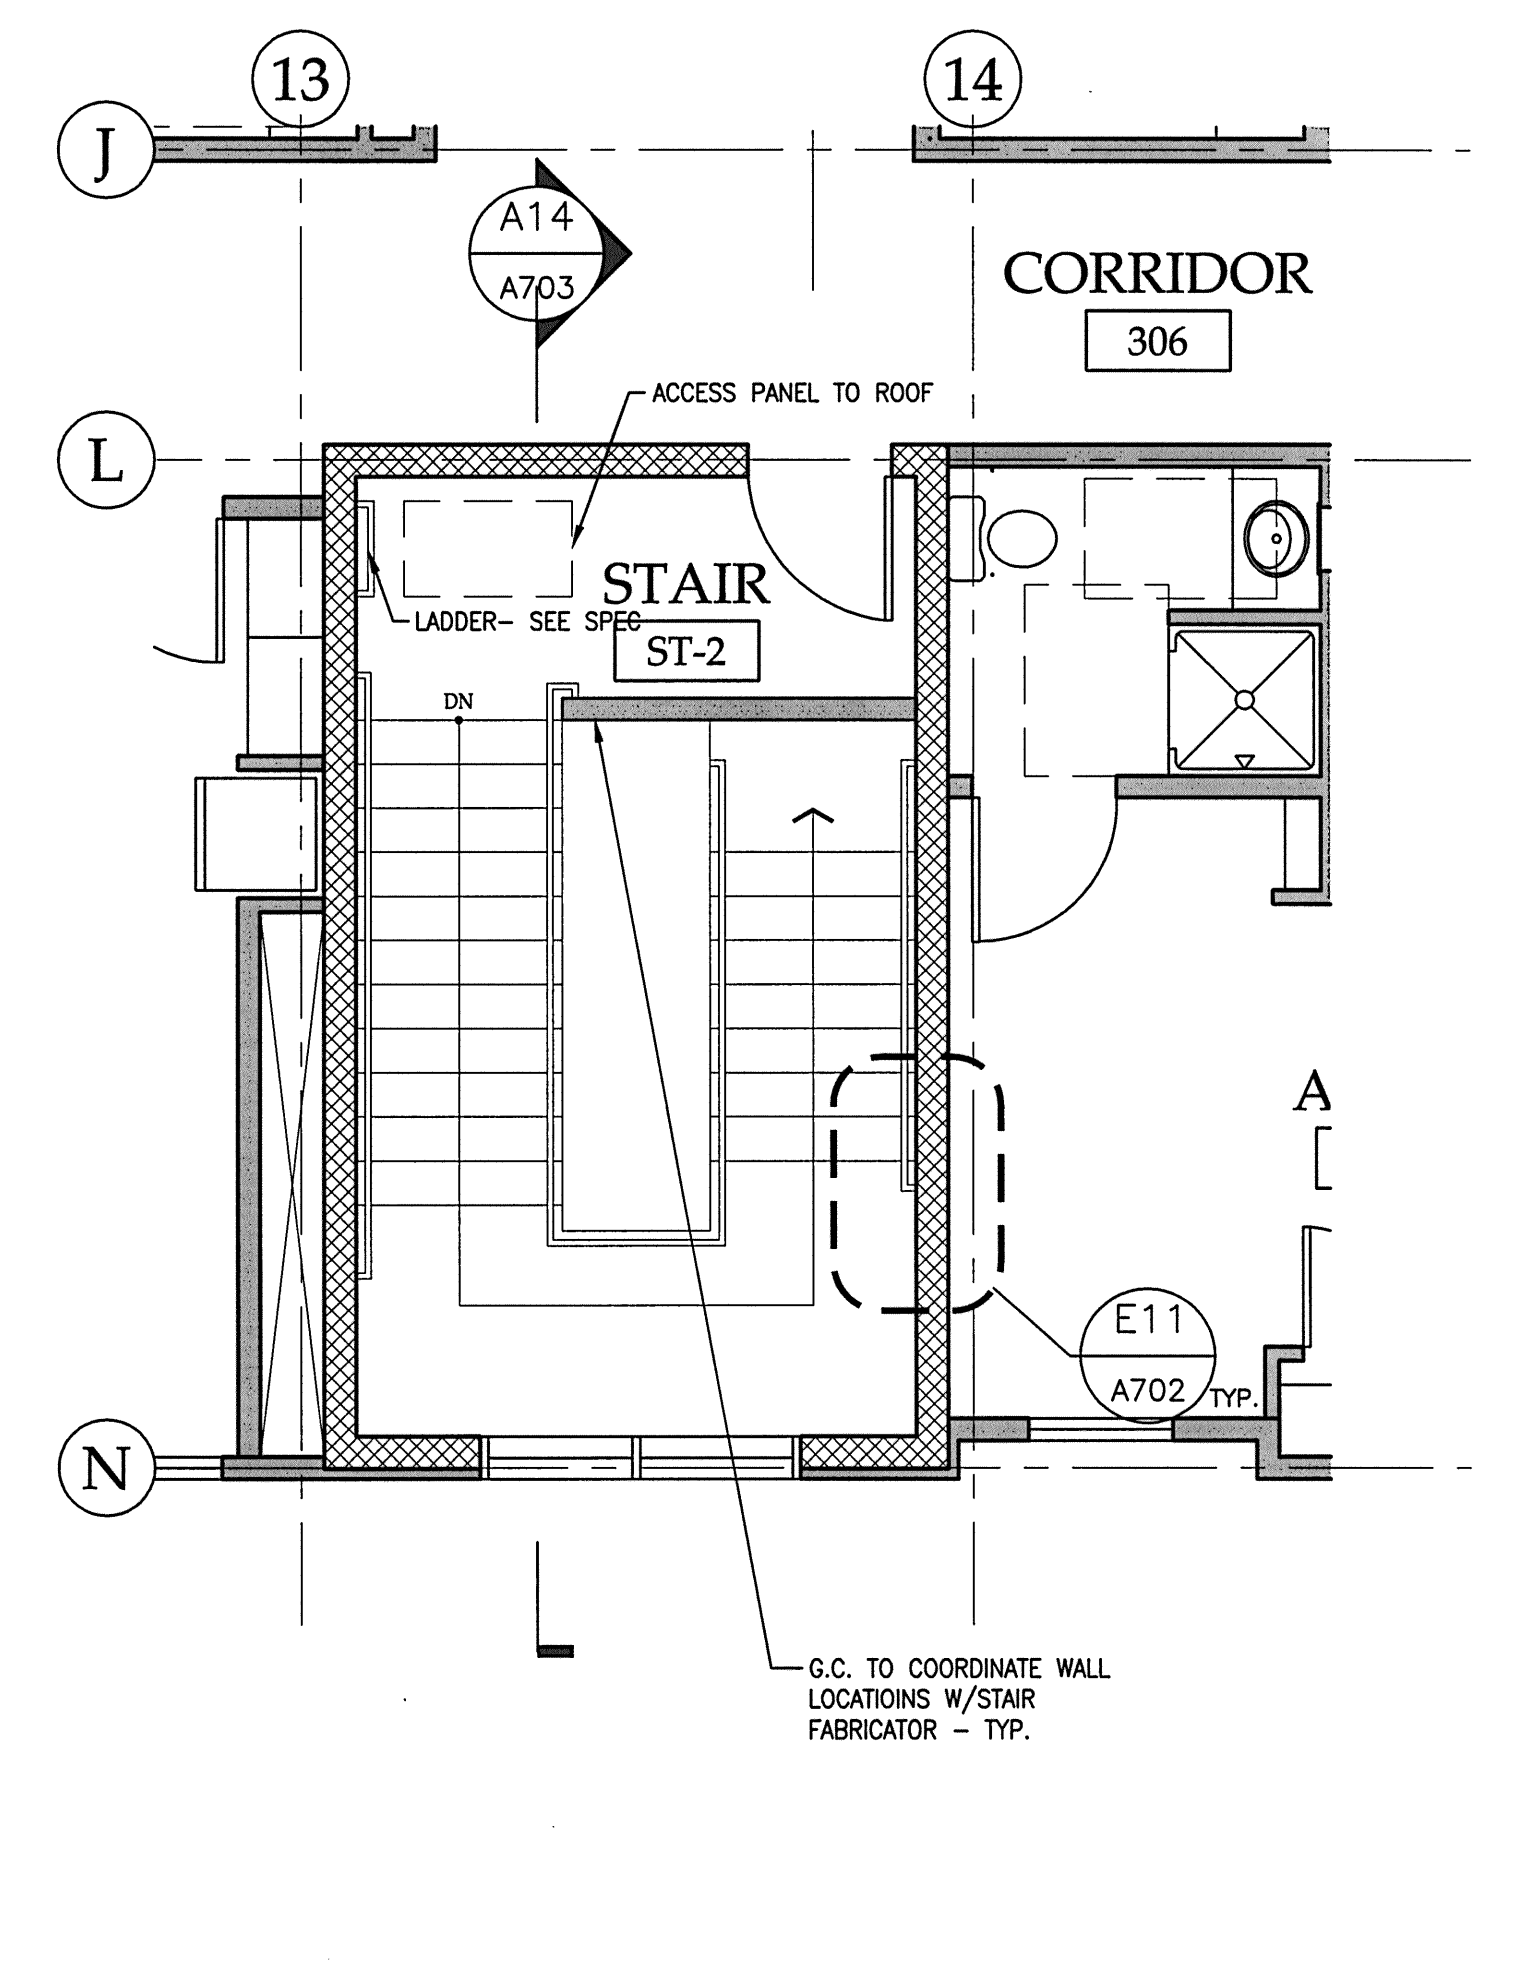 13
14
J
A14
A703
CORRIDOR
306
ACCESS PANEL TO ROOF
L
STAIR
LADDER- SEE SPEC
ST-2
DN
A
E11
A702
TYP.
N
G.C. TO COORDINATE WALL
LOCATIOINS W/STAIR
FABRICATOR - TYP.